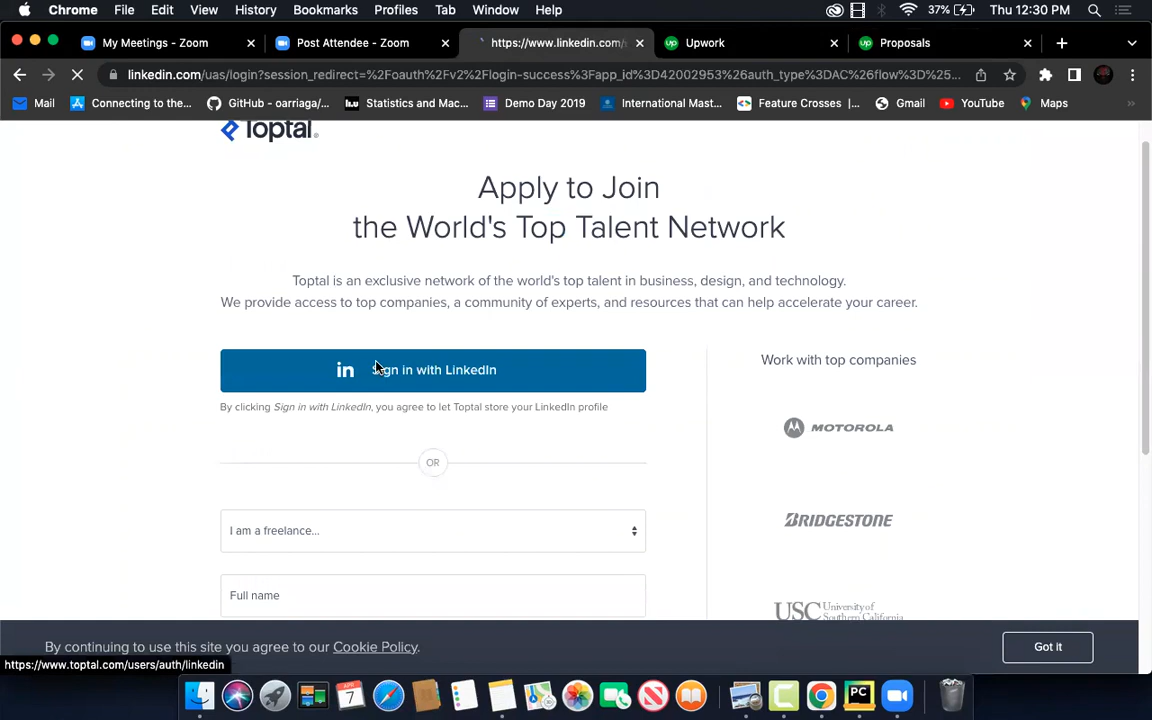 Chrome File Edit View History Bookmarks Profiles Tab Window Help 37% Thu 12:30 PM
My Meetings - Zoom Post Attendee - Zoom https://www.linkedin.com/ Upwork Proposals
linkedin.com/uas/login?session_redirect=%2Foauth%2Fv2%2Flogin-success%3Fapp_id%3D42002953%26auth_type%3DAC%26flow%3D%25...
Mail Connecting to the... GitHub - oarriaga/... Statistics and Mac... Demo Day 2019 International Mast... Feature Crosses |... Gmail YouTube Maps
Toptal
Apply to Join
the World's Top Talent Network
Toptal is an exclusive network of the world's top talent in business, design, and technology.
We provide access to top companies, a community of experts, and resources that can help accelerate your career.
in Sign in with LinkedIn
By clicking Sign in with LinkedIn, you agree to let Toptal store your LinkedIn profile
OR
I am a freelance...
Full name
Work with top companies
MOTOROLA
BRIDGESTONE
USC University of
Southern California
By continuing to use this site you agree to our Cookie Policy.
Got it
https://www.toptal.com/users/auth/linkedin
APR
7
PC